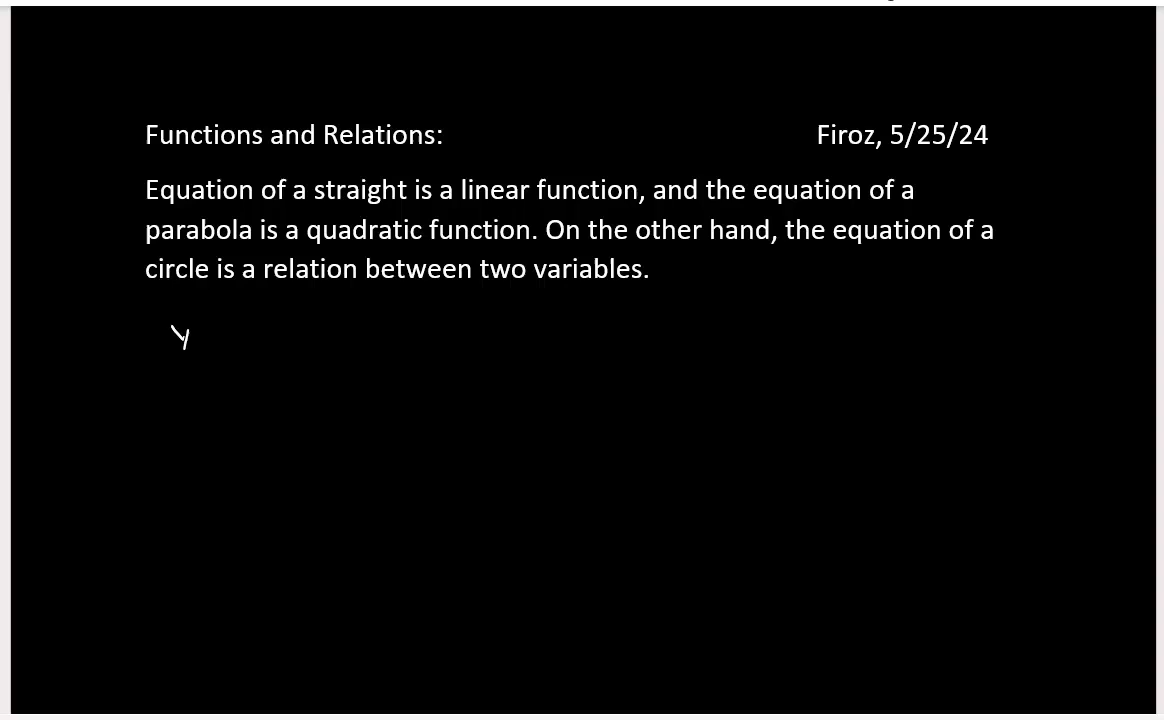 Functions and Relations: Firoz, 5/25/24
Equation of a straight is a linear function, and the equation of a
parabola is a quadratic function. On the other hand, the equation of a
circle is a relation between two variables.
y